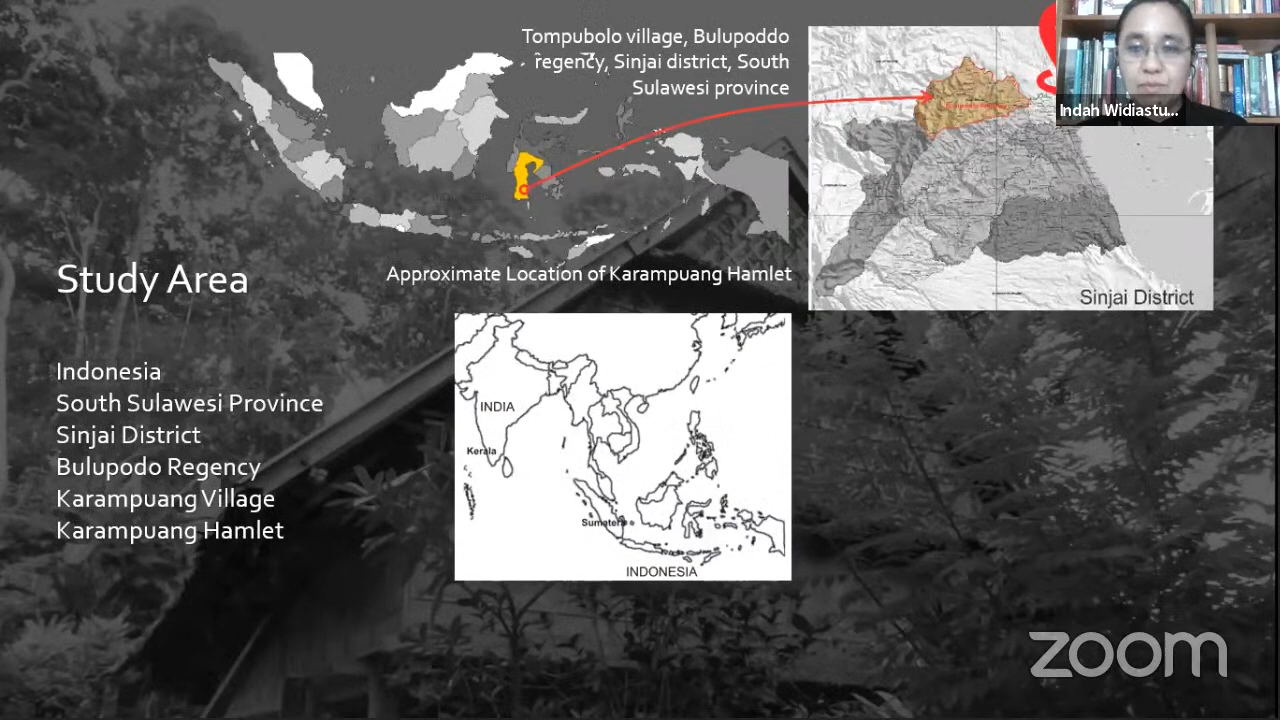 Tompubolo village, Bulupoddo
regency, Sinjai district, South
Sulawesi province
Indah Widiastu...
Study Area
Approximate Location of Karampuang Hamlet
Sinjai District
Indonesia
South Sulawesi Province
Sinjai District
Bulupodo Regency
Karampuang Village
Karampuang Hamlet
INDIA
Kerala
Sumatera
INDONESIA
zoom